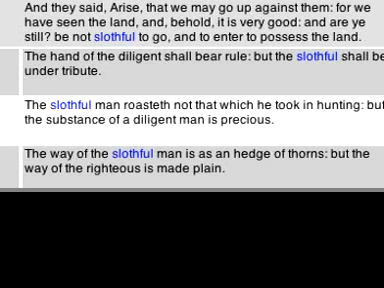 And they said, Arise, that we may go up against them: for we
have seen the land, and, behold, it is very good: and are ye
still? be not slothful to go, and to enter to possess the land.
The hand of the diligent shall bear rule: but the slothful shall be
under tribute.
The slothful man roasteth not that which he took in hunting: but
the substance of a diligent man is precious.
The way of the slothful man is as an hedge of thorns: but the
way of the righteous is made plain.